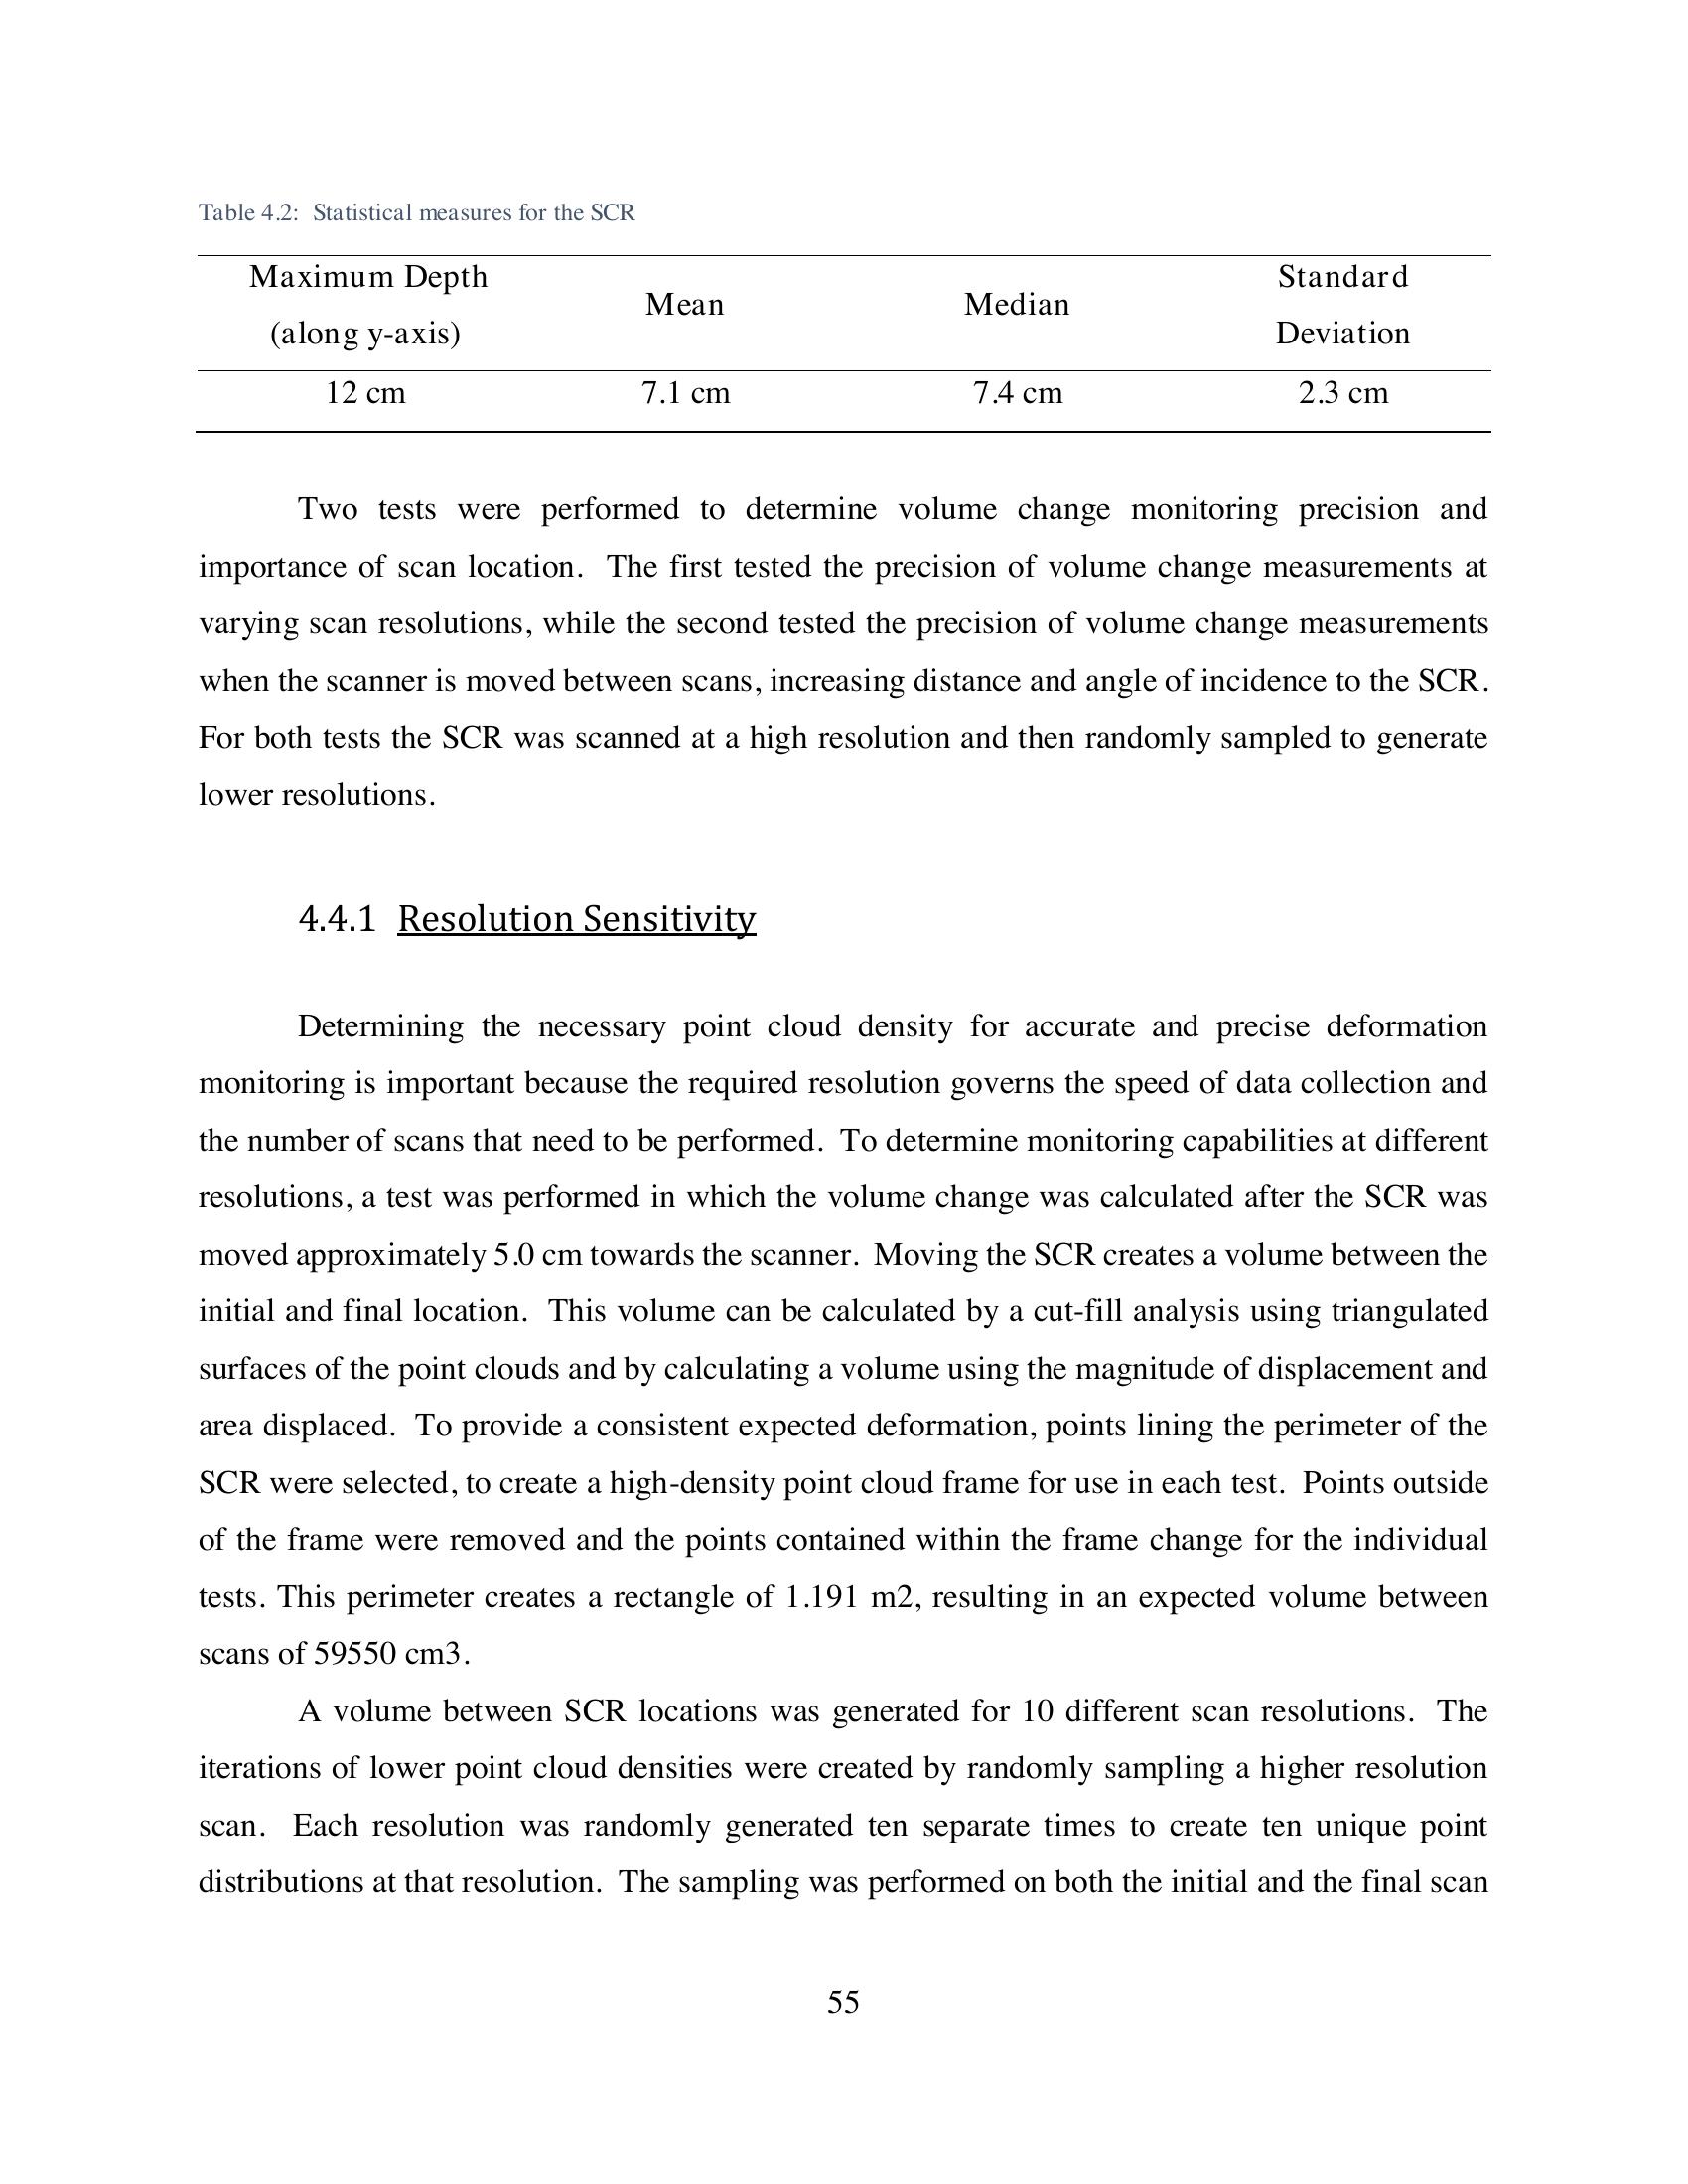 Table 4.2:  Statistical measures for the SCR
Maximum Depth
(along y-axis)
Mean
Median
Standard
Deviation
12 cm
7.1 cm
7.4 cm
2.3 cm
Two tests were performed to determine volume change monitoring precision and
importance of scan location.  The first tested the precision of volume change measurements at
varying scan resolutions, while the second tested the precision of volume change measurements
when the scanner is moved between scans, increasing distance and angle of incidence to the SCR.
For both tests the SCR was scanned at a high resolution and then randomly sampled to generate
lower resolutions.
4.4.1  Resolution Sensitivity
Determining the necessary point cloud density for accurate and precise deformation
monitoring is important because the required resolution governs the speed of data collection and
the number of scans that need to be performed.  To determine monitoring capabilities at different
resolutions, a test was performed in which the volume change was calculated after the SCR was
moved approximately 5.0 cm towards the scanner.  Moving the SCR creates a volume between the
initial and final location.  This volume can be calculated by a cut-fill analysis using triangulated
surfaces of the point clouds and by calculating a volume using the magnitude of displacement and
area displaced.  To provide a consistent expected deformation, points lining the perimeter of the
SCR were selected, to create a high-density point cloud frame for use in each test.  Points outside
of the frame were removed and the points contained within the frame change for the individual
tests. This perimeter creates a rectangle of 1.191 m2, resulting in an expected volume between
scans of 59550 cm3.
A volume between SCR locations was generated for 10 different scan resolutions.  The
iterations of lower point cloud densities were created by randomly sampling a higher resolution
scan.  Each resolution was randomly generated ten separate times to create ten unique point
distributions at that resolution.  The sampling was performed on both the initial and the final scan
55